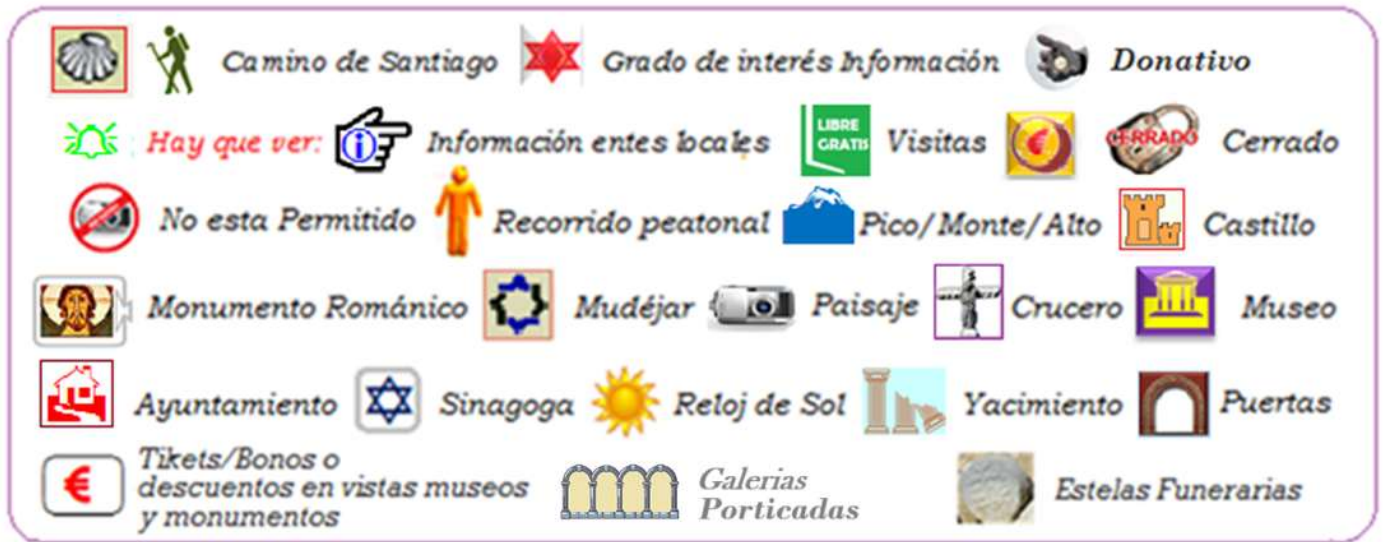 Camino de Santiago Grado de interés Información Donativo
Hay que ver: i Información entes locales LIBRE GRATIS Visitas € CERRADO Cerrado
No esta Permitido Recorrido peatonal Pico/Monte/Alto Castillo
Monumento Románico Mudéjar Paisaje Crucero Museo
Ayuntamiento Sinagoga Reloj de Sol Yacimiento Puertas
€ Tikets/Bonos o
descuentos en vistas museos
y monumentos
Galerias
Porticadas
Estelas Funerarias